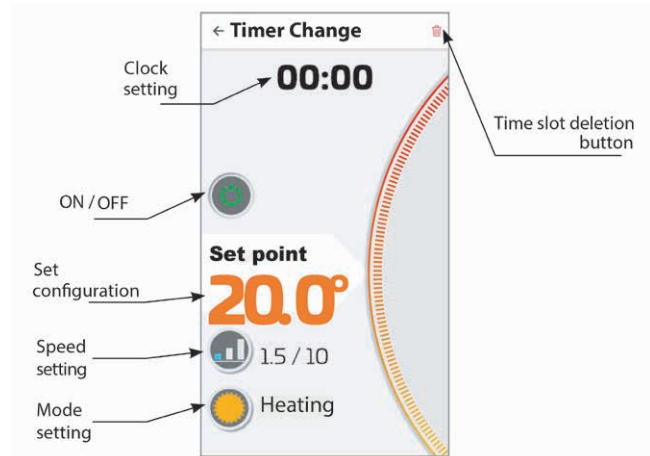 ← Timer Change
Clock
setting
00:00
Time slot deletion
button
ON / OFF
Set point
Set
configuration
20.0°
Speed
setting
1.5 / 10
Mode
setting
Heating